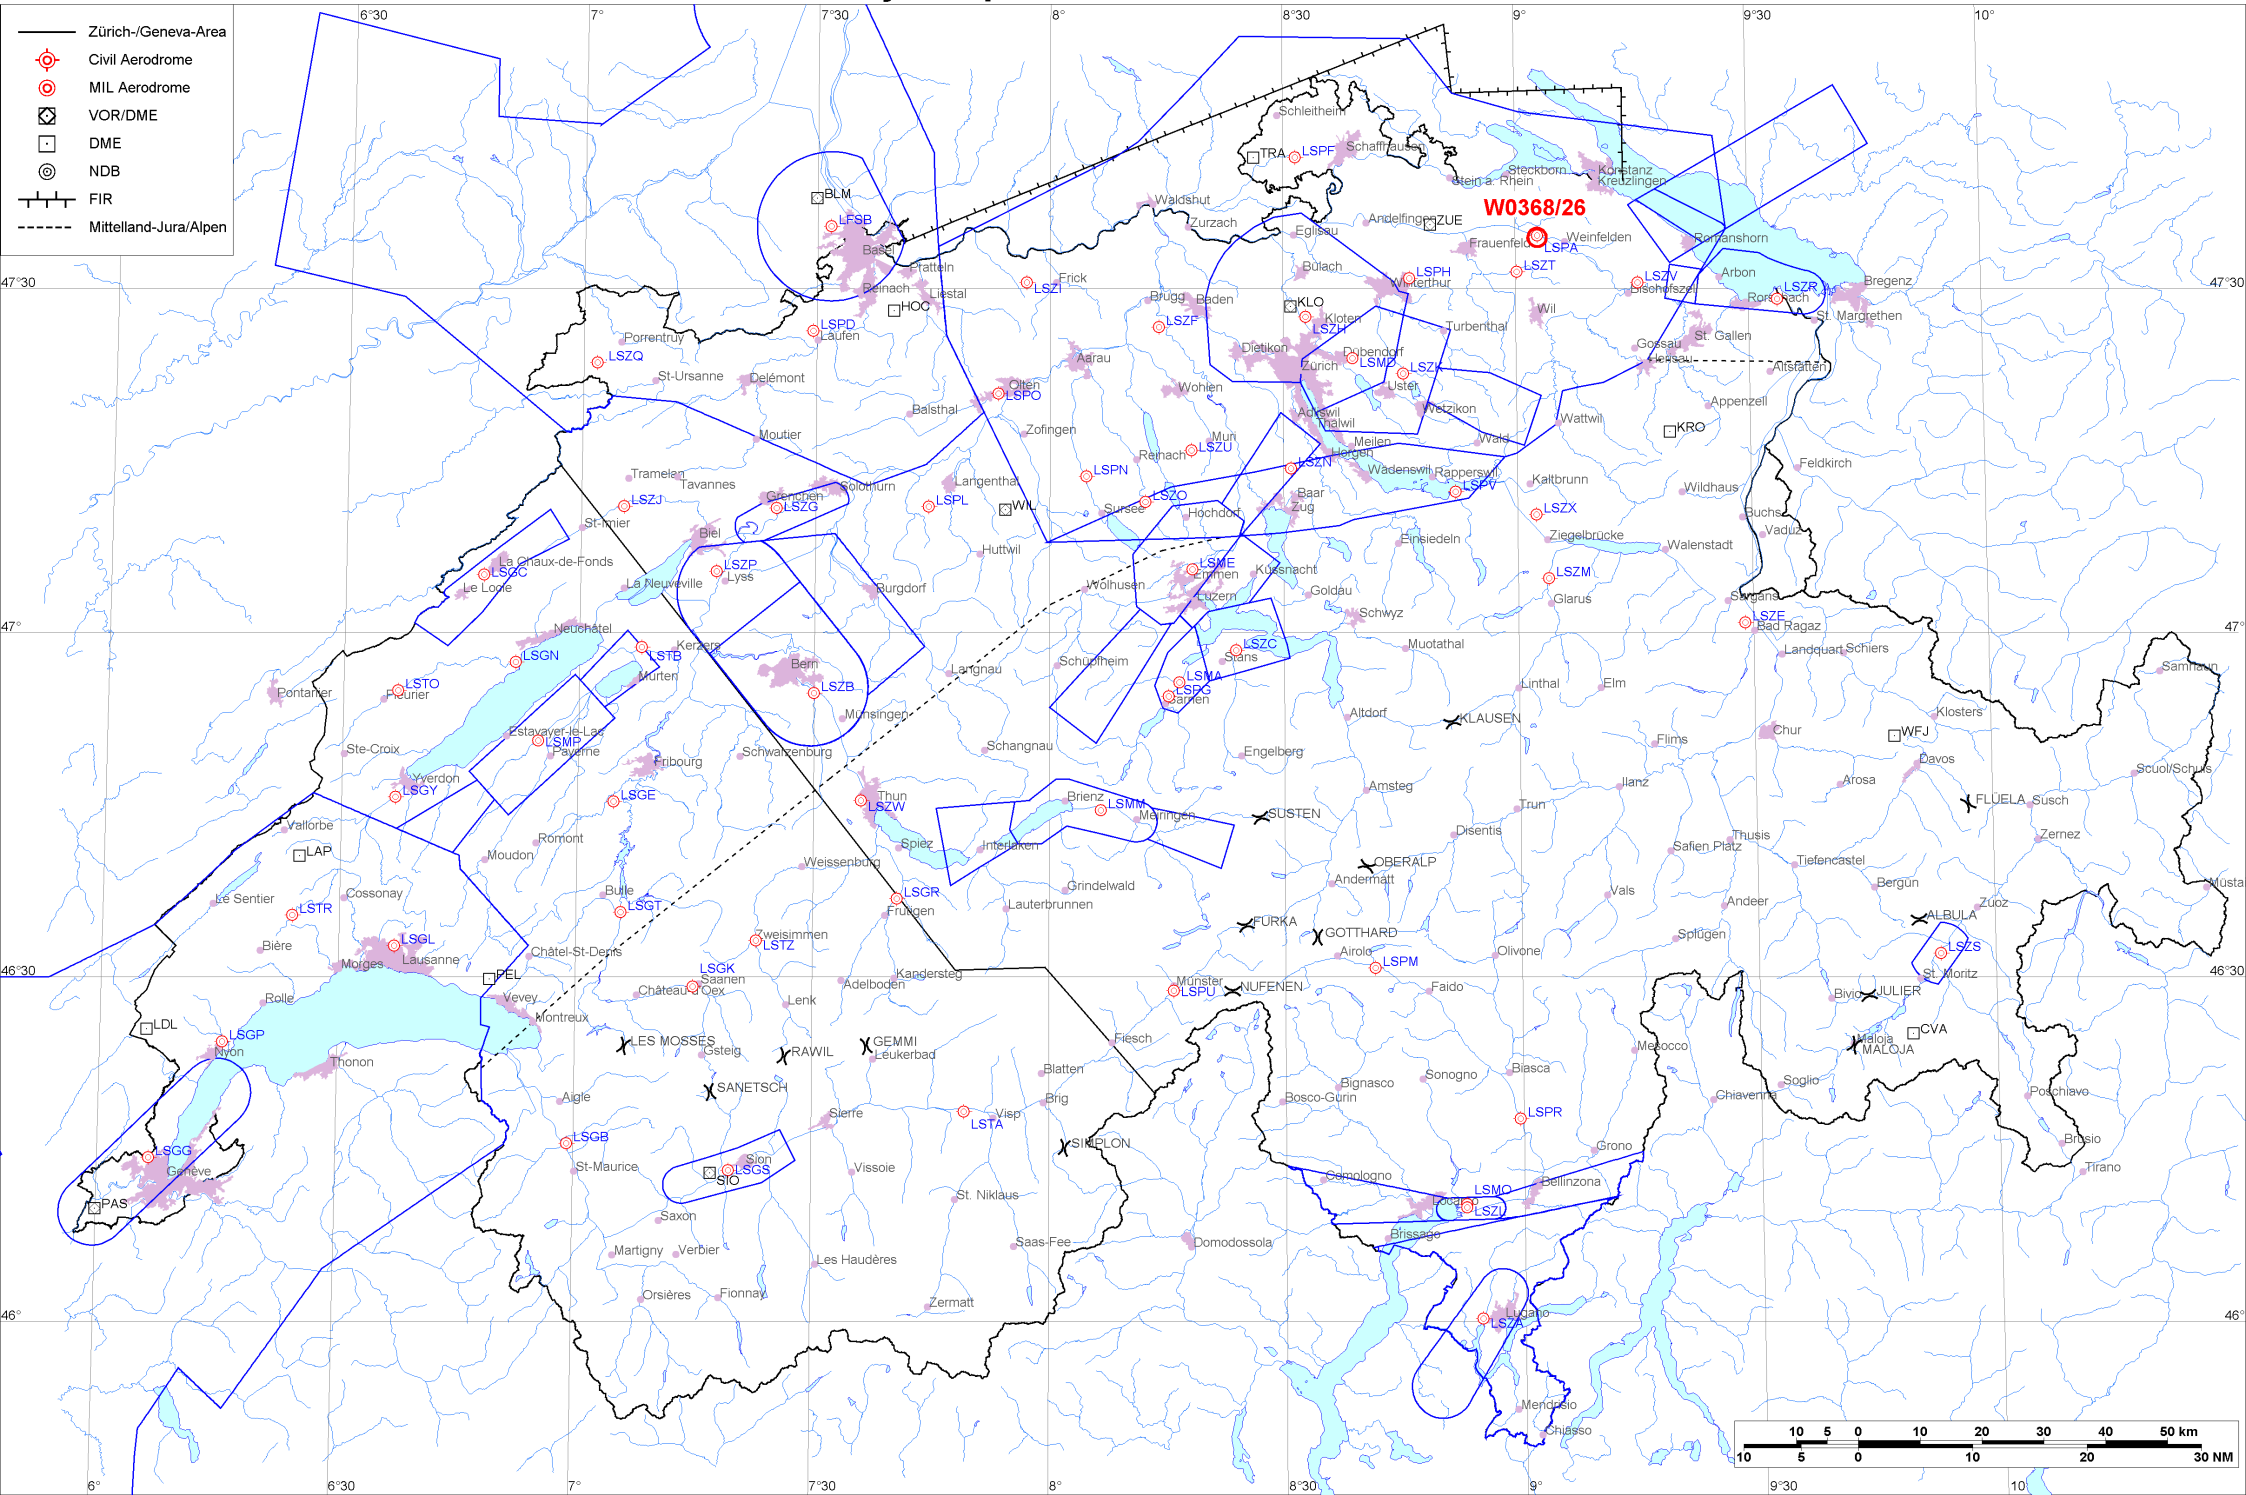 6°30
7°
7°30
8°
8°30
9°
9°30
10°
Zürich-/Geneva-Area
Civil Aerodrome
MIL Aerodrome
VOR/DME
DME
NDB
FIR
Mittelland-Jura/Alpen
Schleitheim
TRA
LSPF
Schaffhausen
Steckborn
Stein a. Rhein
Konstanz
Kreuzlingen
BLM
Waldshut
W0368/26
LFSB
Zurzach
Eglisau
Andelfingen
ZUE
Weinfelden
Frauenfeld
LSPA
Romanshorn
Basel
Pratteln
Bülach
LSPH
LSZT
LSZV
Arbon
Frick
LSZI
Winterthur
Bischofszell
LSZR
Bregenz
47°30
47°30
Reinach
Liestal
HOC
Brugg
Baden
KLO
Rorschach
Wil
St. Margrethen
LSPD
Laufen
LSZF
Kloten
LSZH
Turbenthal
St. Gallen
Porrentruy
LSZQ
Aarau
Dietikon
Dübendorf
LSMD
Gossau
Herisau
Zürich
LSZK
Altstätten
St-Ursanne
Delémont
Olten
LSPO
Wohlen
Uster
Balsthal
Adliswil
Thalwil
Wetzikon
Wattwil
Appenzell
Zofingen
Moutier
Muri
LSZU
Meilen
Horgen
Wald
KRO
Reinach
LSPN
LSZN
Wädenswil
Rapperswil
Feldkirch
Tramelan
Tavannes
Langenthal
Kaltbrunn
Wildhaus
Solothurn
Grenchen
LSZG
LSZJ
LSPL
WIL
LSZO
Sursee
Hochdorf
Baar
Zug
LSPV
LSZX
Buchs
St-Imier
Biel
Vaduz
Huttwil
Einsiedeln
Ziegelbrücke
Walenstadt
La Chaux-de-Fonds
LSGC
Le Locle
LSZP
Lyss
La Neuveville
Burgdorf
LSME
Emmen
Küssnacht
Wolhusen
Luzern
Goldau
LSZM
Glarus
Sargans
Schwyz
LSZE
Bad Ragaz
47°
47°
Neuchâtel
LSGN
LSTB
Kerzers
Murten
Bern
LSZB
Langnau
Schüpfheim
LSZC
Stans
Muotathal
Landquart
Schiers
Samnaun
LSTO
Fleurier
Pontarlier
LSMA
LSPG
Sarnen
Linthal
Elm
Münsingen
Altdorf
KLAUSEN
Klosters
Estavayer-le-Lac
LSMP
Payerne
Ste-Croix
Schwarzenburg
Schangnau
Engelberg
Flims
Chur
WFJ
Fribourg
Davos
Yverdon
LSGY
LSGE
Thun
LSZW
Brienz
LSMM
Meiringen
Amsteg
Ilanz
Arosa
Scuol/Schuls
SUSTEN
Trun
FLÜELA
Susch
Vallorbe
LAP
Romont
Moudon
Weissenburg
Spiez
Interlaken
Disentis
Thusis
Safien Platz
Zernez
OBERALP
Tiefencastel
Andermatt
Bergün
Müsta
Le Sentier
Cossonay
Bulle
LSGT
LSGR
Frutigen
Grindelwald
Lauterbrunnen
Vals
Andeer
Zuoz
LSTR
FURKA
GOTTHARD
ALBULA
Bière
LSGL
Lausanne
Morges
Zweisimmen
LSTZ
Châtel-St-Denis
Airolo
LSPM
Olivone
Splügen
LSZS
St. Moritz
46°30
46°30
PEL
LSGK
Saanen
Château-d'Oex
Adelboden
Kandersteg
Münster
LSPU
NUFENEN
Faido
Bivio
JULIER
Rolle
Vevey
Montreux
Lenk
LDL
LSGP
Nyon
Thonon
LES MOSSES
Gsteig
RAWIL
GEMMI
Leukerbad
Fiesch
CVA
Maloja
MALOJA
Mesocco
Blatten
SANETSCH
Bignasco
Sonogno
Biasca
Soglio
Chiavenna
Poschiavo
Aigle
Brig
Bosco-Gurin
Sierre
LSTA
Visp
LSPR
LSGB
SIMPLON
Grono
Brusio
LSGG
Genève
St-Maurice
Sion
LSGS
SIO
Vissoie
Comologno
Tirano
Bellinzona
PAS
St. Niklaus
LSMO
Locarno
LSZL
Saxon
Brissago
Martigny
Verbier
Les Haudères
Saas-Fee
Domodossola
Orsières
Fionnay
Zermatt
46°
46°
Lugano
LSZA
Mendrisio
Chiasso
10 5 0 10 20 30 40 50 km
10 5 0 10 20 30 NM
6°
6°30
7°
7°30
8°
8°30
9°
9°30
10°